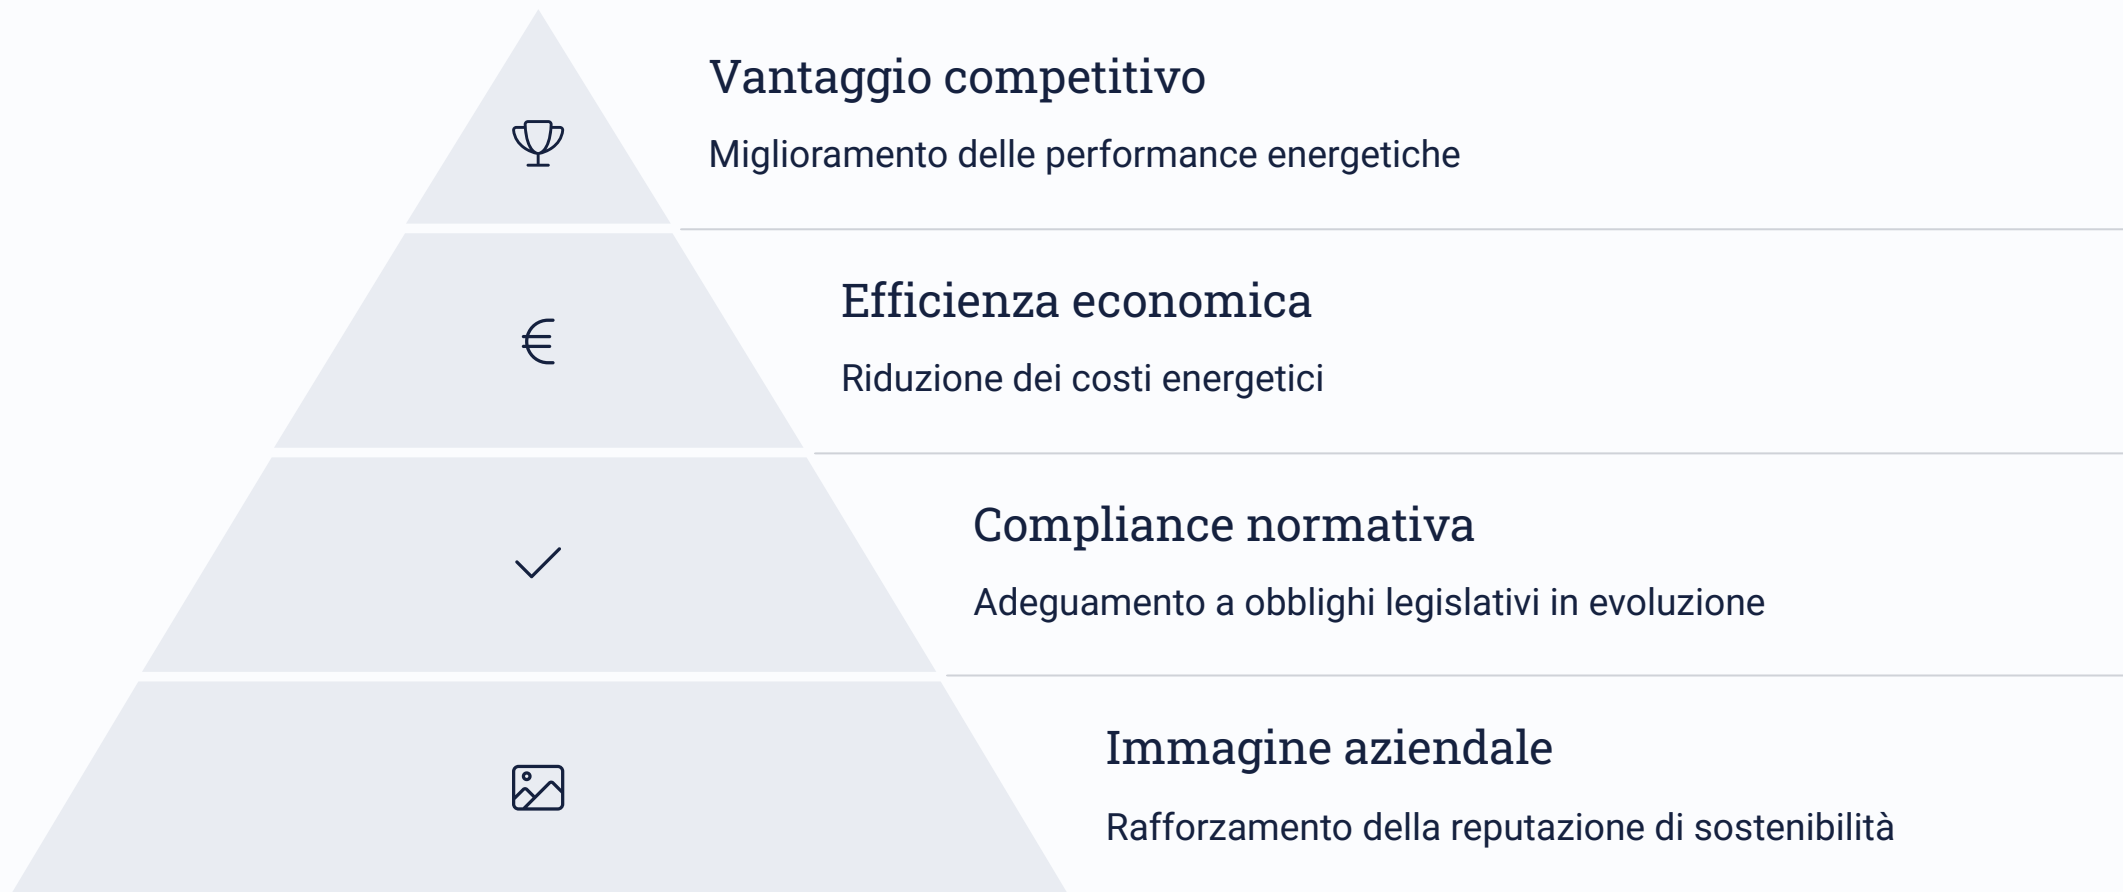 Vantaggio competitivo
Miglioramento delle performance energetiche
Efficienza economica
Riduzione dei costi energetici
Compliance normativa
Adeguamento a obblighi legislativi in evoluzione
Immagine aziendale
Rafforzamento della reputazione di sostenibilità